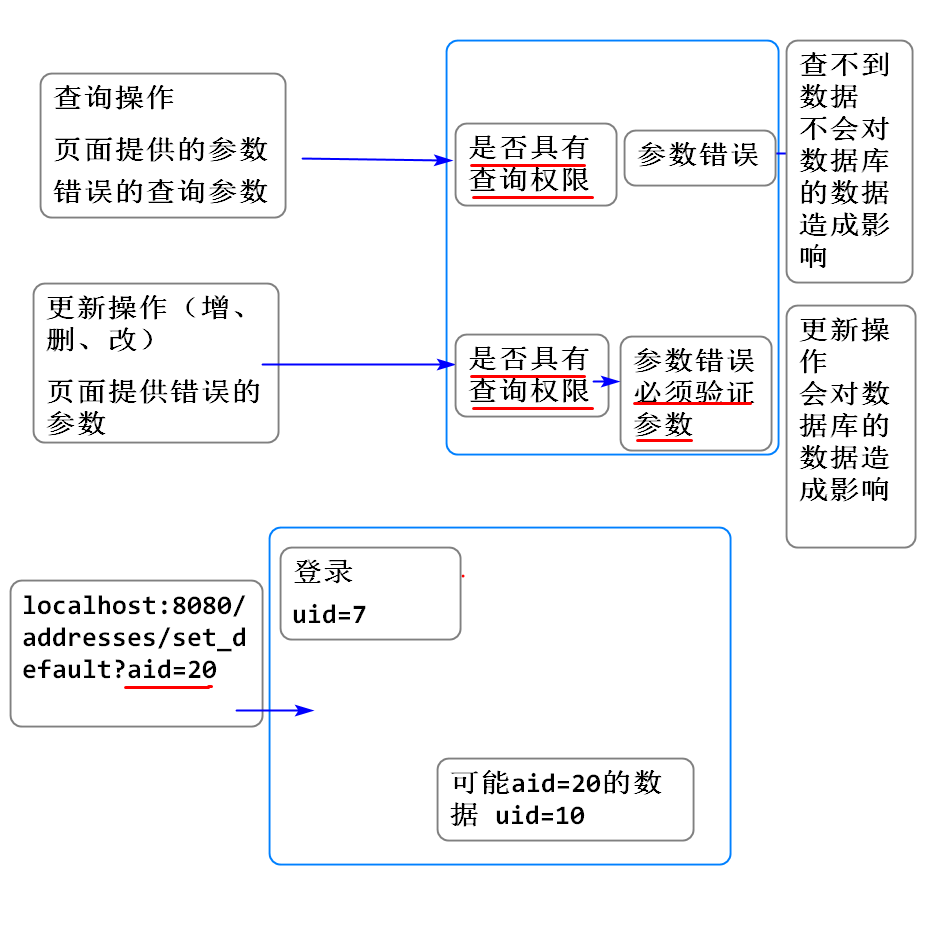 查询操作
页面提供的参数
错误的查询参数
是否具有
查询权限
参数错误
查不到
数据
不会对
数据库
的数据
造成影
响
更新操作（增、
删、改）
页面提供错误的
参数
是否具有
查询权限
参数错误
必须验证
参数
更新操
作
会对数
据库的
数据造
成影响
localhost:8080/
addresses/set_d
efault?aid=20
登录
uid=7
可能aid=20的数
据 uid=10